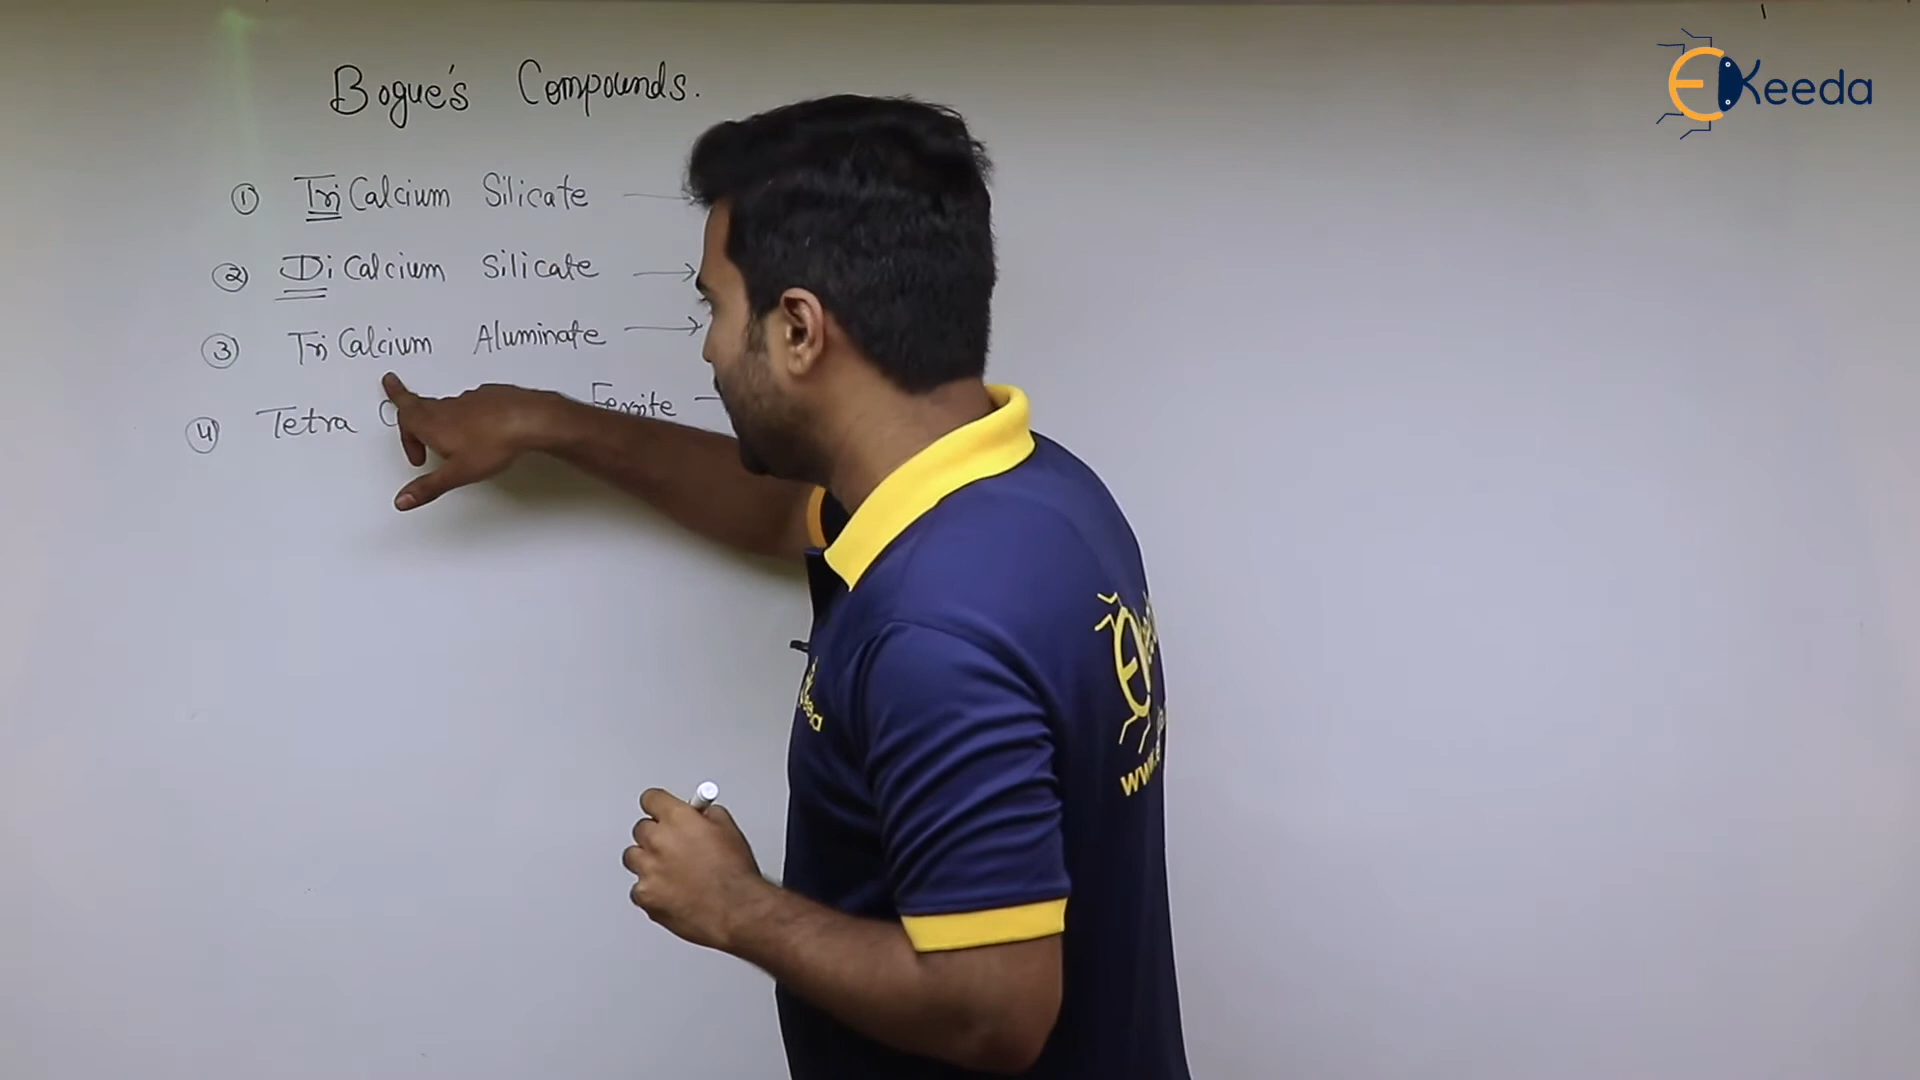 Bogue's Compounds.
① Tri Calcium Silicate
② Di Calcium Silicate →
③ Tri Calcium Aluminate →
④ Tetra Ferrite
EKeeda